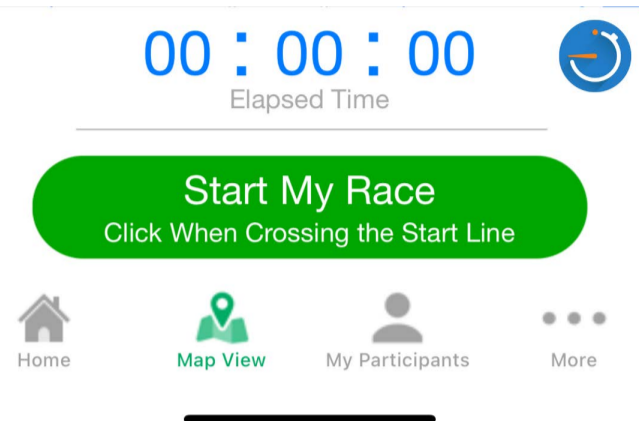 00 : 00 : 00
Elapsed Time
Start My Race
Click When Crossing the Start Line
Home
Map View
My Participants
More